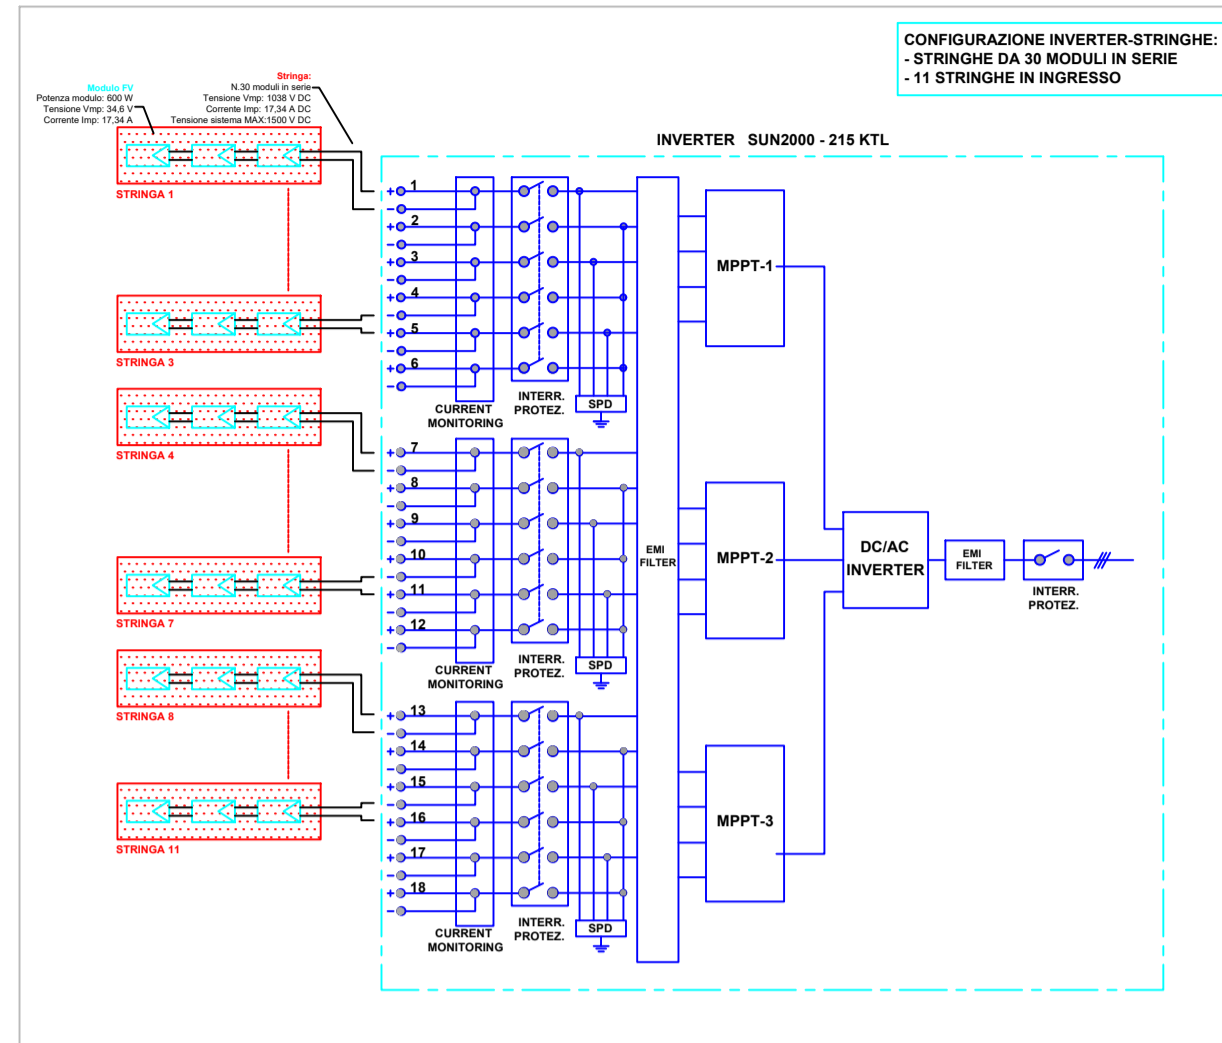 CONFIGURAZIONE INVERTER-STRINGHE:
- STRINGHE DA 30 MODULI IN SERIE
- 11 STRINGHE IN INGRESSO
Modulo FV
Potenza modulo: 600 W
Tensione Vmp: 34,6 V
Corrente Imp: 17,34 A
Stringa:
N.30 moduli in serie
Tensione Vmp: 1038 V DC
Corrente Imp: 17,34 A DC
Tensione sistema MAX:1500 V DC
INVERTER SUN2000 - 215 KTL
STRINGA 1
STRINGA 3
STRINGA 4
STRINGA 7
STRINGA 8
STRINGA 11
+ 1
-
+ 2
-
+ 3
-
+ 4
-
+ 5
-
+ 6
-
CURRENT
MONITORING
INTERR.
PROTEZ.
SPD
+ 7
-
+ 8
-
+ 9
-
+ 10
-
+ 11
-
+ 12
-
CURRENT
MONITORING
INTERR.
PROTEZ.
SPD
+ 13
-
+ 14
-
+ 15
-
+ 16
-
+ 17
-
+ 18
-
CURRENT
MONITORING
INTERR.
PROTEZ.
SPD
EMI
FILTER
MPPT-1
MPPT-2
MPPT-3
DC/AC
INVERTER
EMI
FILTER
INTERR.
PROTEZ.